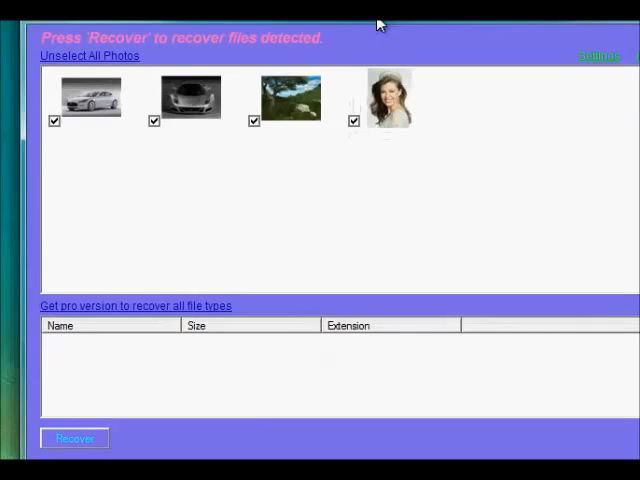 Press 'Recover' to recover files detected.
Unselect All Photos
Settings
Get pro version to recover all file types
Name Size Extension
Recover